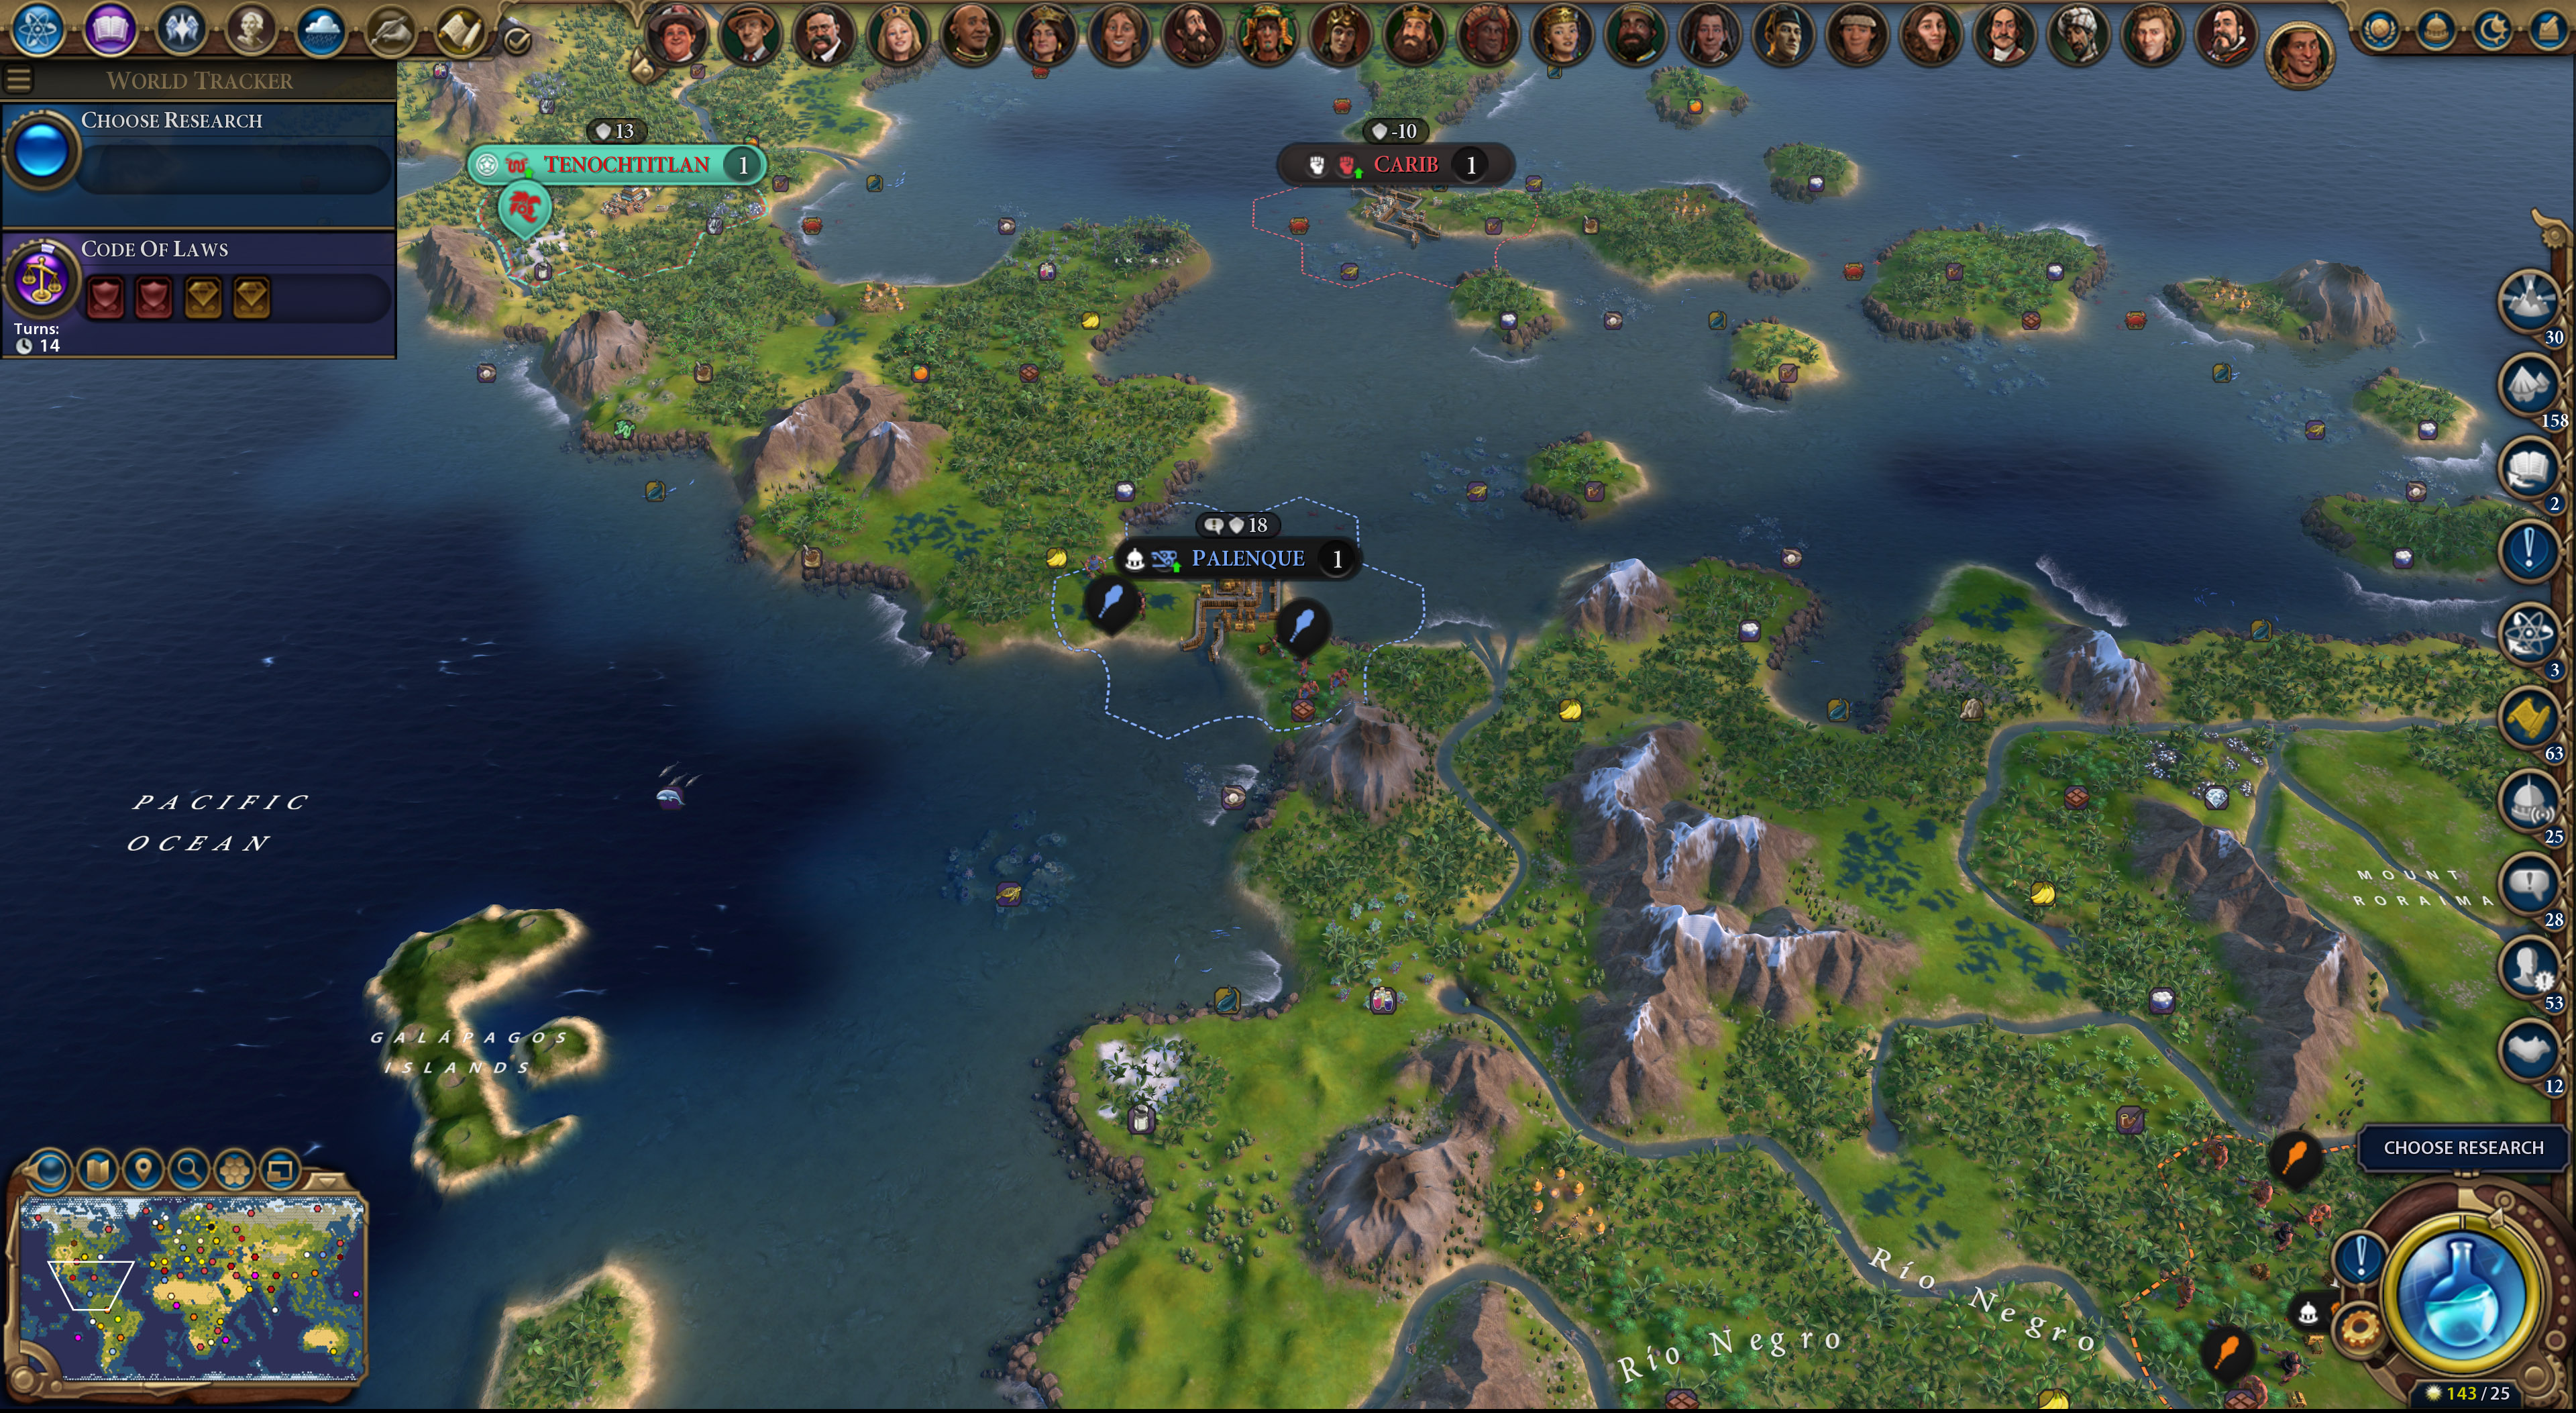 WORLD TRACKER
CHOOSE RESEARCH
CODE OF LAWS
Turns:
14
13
TENOCHTITLAN 1
-10
CARIB 1
IK-KIL
18
PALENQUE 1
PACIFIC
OCEAN
GALÁPAGOS
ISLANDS
MOUNT
RORAIMA
Río Negro
Río Negro
30
158
2
3
63
25
28
53
12
CHOOSE RESEARCH
143 / 25